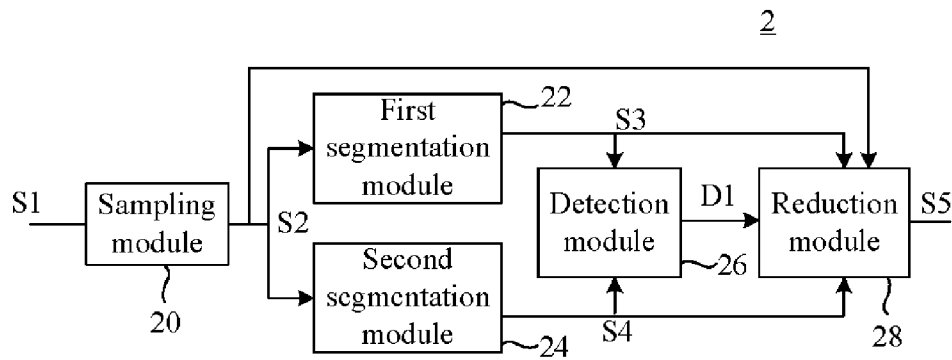 2
First
segmentation
module
22
S3
S1
Sampling
module
S2
Detection
module
D1
Reduction
module
S5
20
Second
segmentation
module
24
S4
26
28